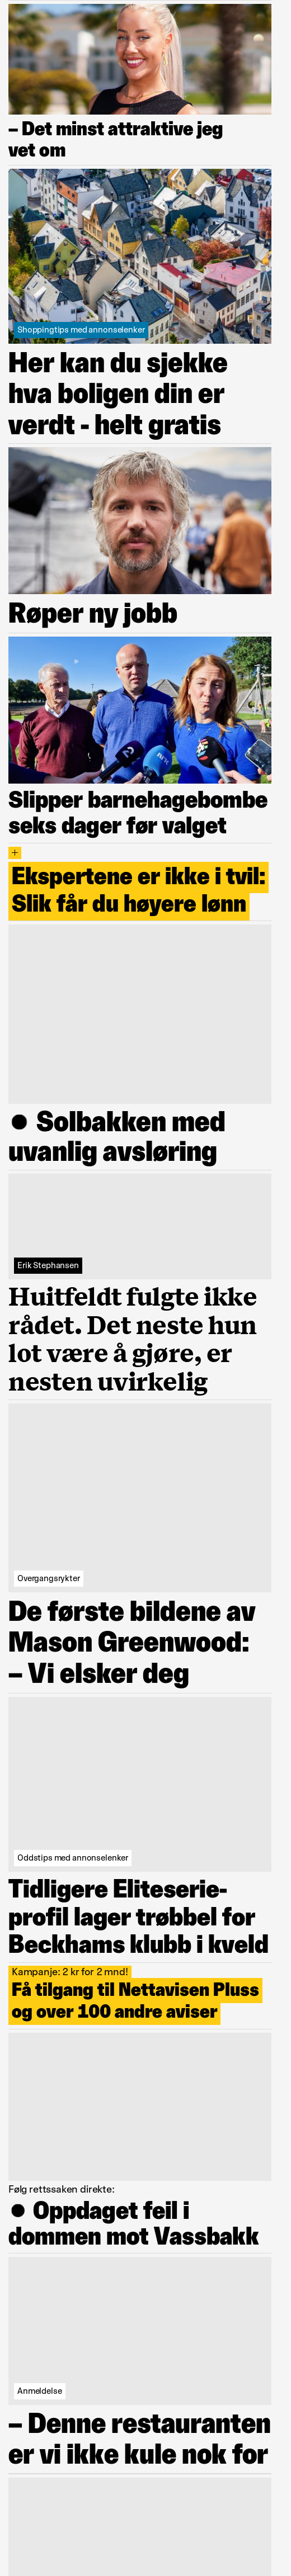 – Det minst attraktive jeg
vet om
Shoppingtips med annonselenker
Her kan du sjekke
hva boligen din er
verdt - helt gratis
Røper ny jobb
2
NRK
Slipper barnehagebombe
seks dager før valget
+
Ekspertene er ikke i tvil:
Slik får du høyere lønn
● Solbakken med
uvanlig avsløring
Erik Stephansen
Huitfeldt fulgte ikke
rådet. Det neste hun
lot være å gjøre, er
nesten uvirkelig
Overgangsrykter
De første bildene av
Mason Greenwood:
– Vi elsker deg
Oddstips med annonselenker
Tidligere Eliteserie-
profil lager trøbbel for
Beckhams klubb i kveld
Kampanje: 2 kr for 2 mnd!
Få tilgang til Nettavisen Pluss
og over 100 andre aviser
Følg rettssaken direkte:
● Oppdaget feil i
dommen mot Vassbakk
Anmeldelse
– Denne restauranten
er vi ikke kule nok for